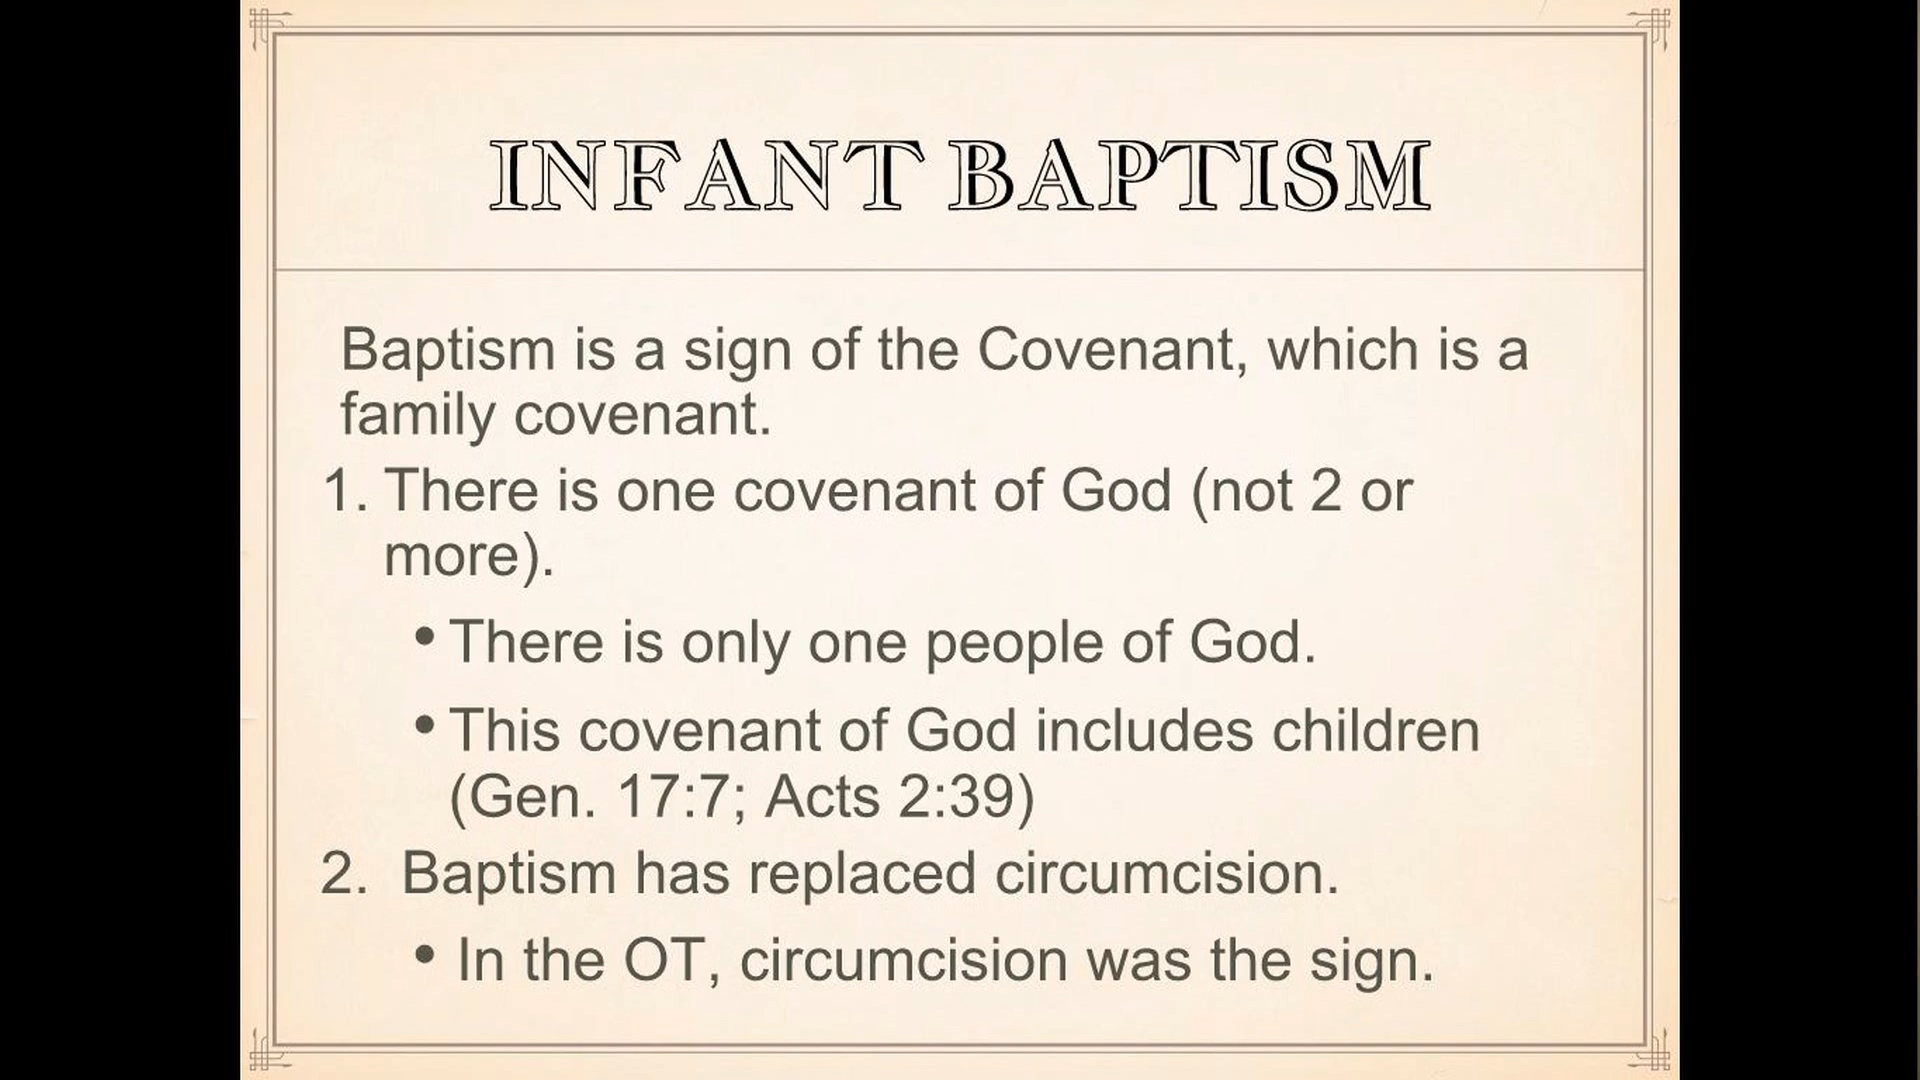 INFANT BAPTISM
Baptism is a sign of the Covenant, which is a
family covenant.
1. There is one covenant of God (not 2 or
more).
• There is only one people of God.
• This covenant of God includes children
(Gen. 17:7; Acts 2:39)
2. Baptism has replaced circumcision.
• In the OT, circumcision was the sign.